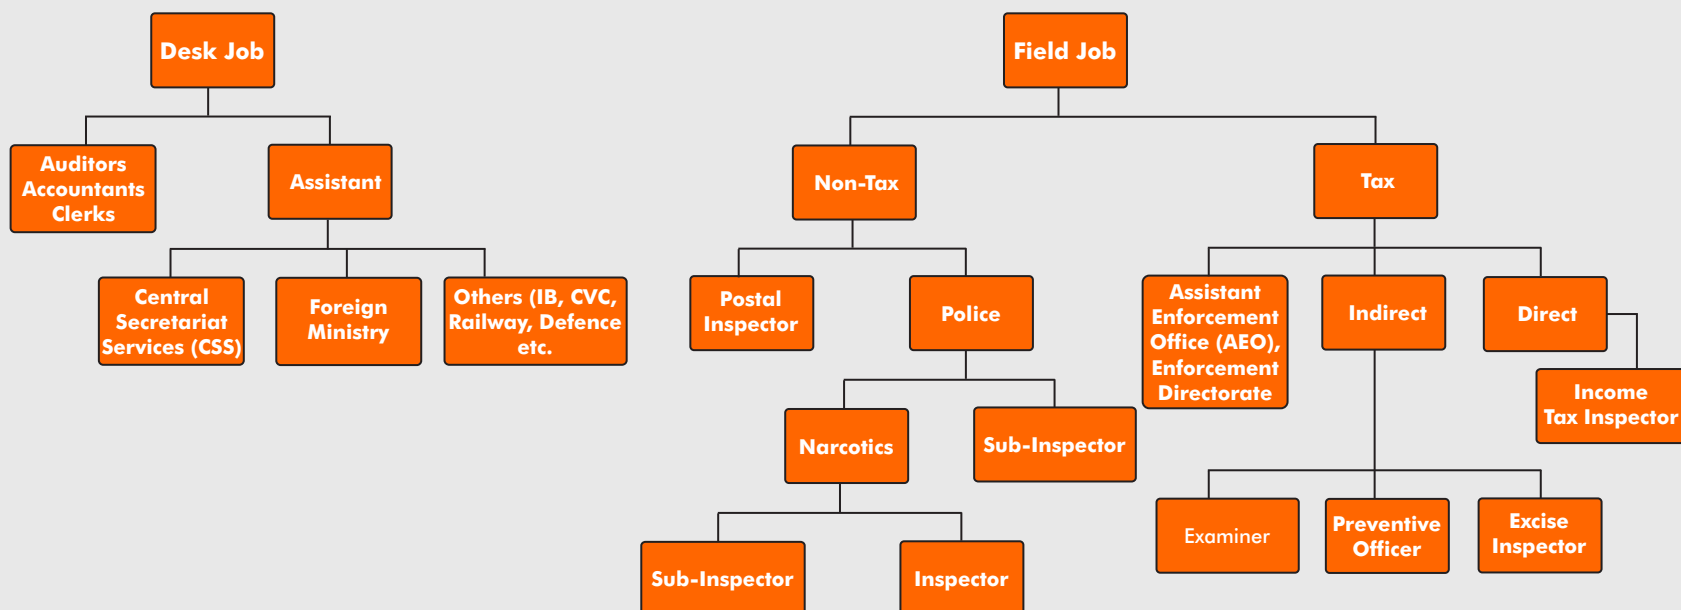 Desk Job
Field Job
Auditors
Accountants
Clerks
Assistant
Non-Tax
Tax
Central
Secretariat
Services (CSS)
Foreign
Ministry
Others (IB, CVC,
Railway, Defence
etc.
Postal
Inspector
Police
Assistant
Enforcement
Office (AEO),
Enforcement
Directorate
Indirect
Direct
Income
Tax Inspector
Narcotics
Sub-Inspector
Examiner
Preventive
Officer
Excise
Inspector
Sub-Inspector
Inspector